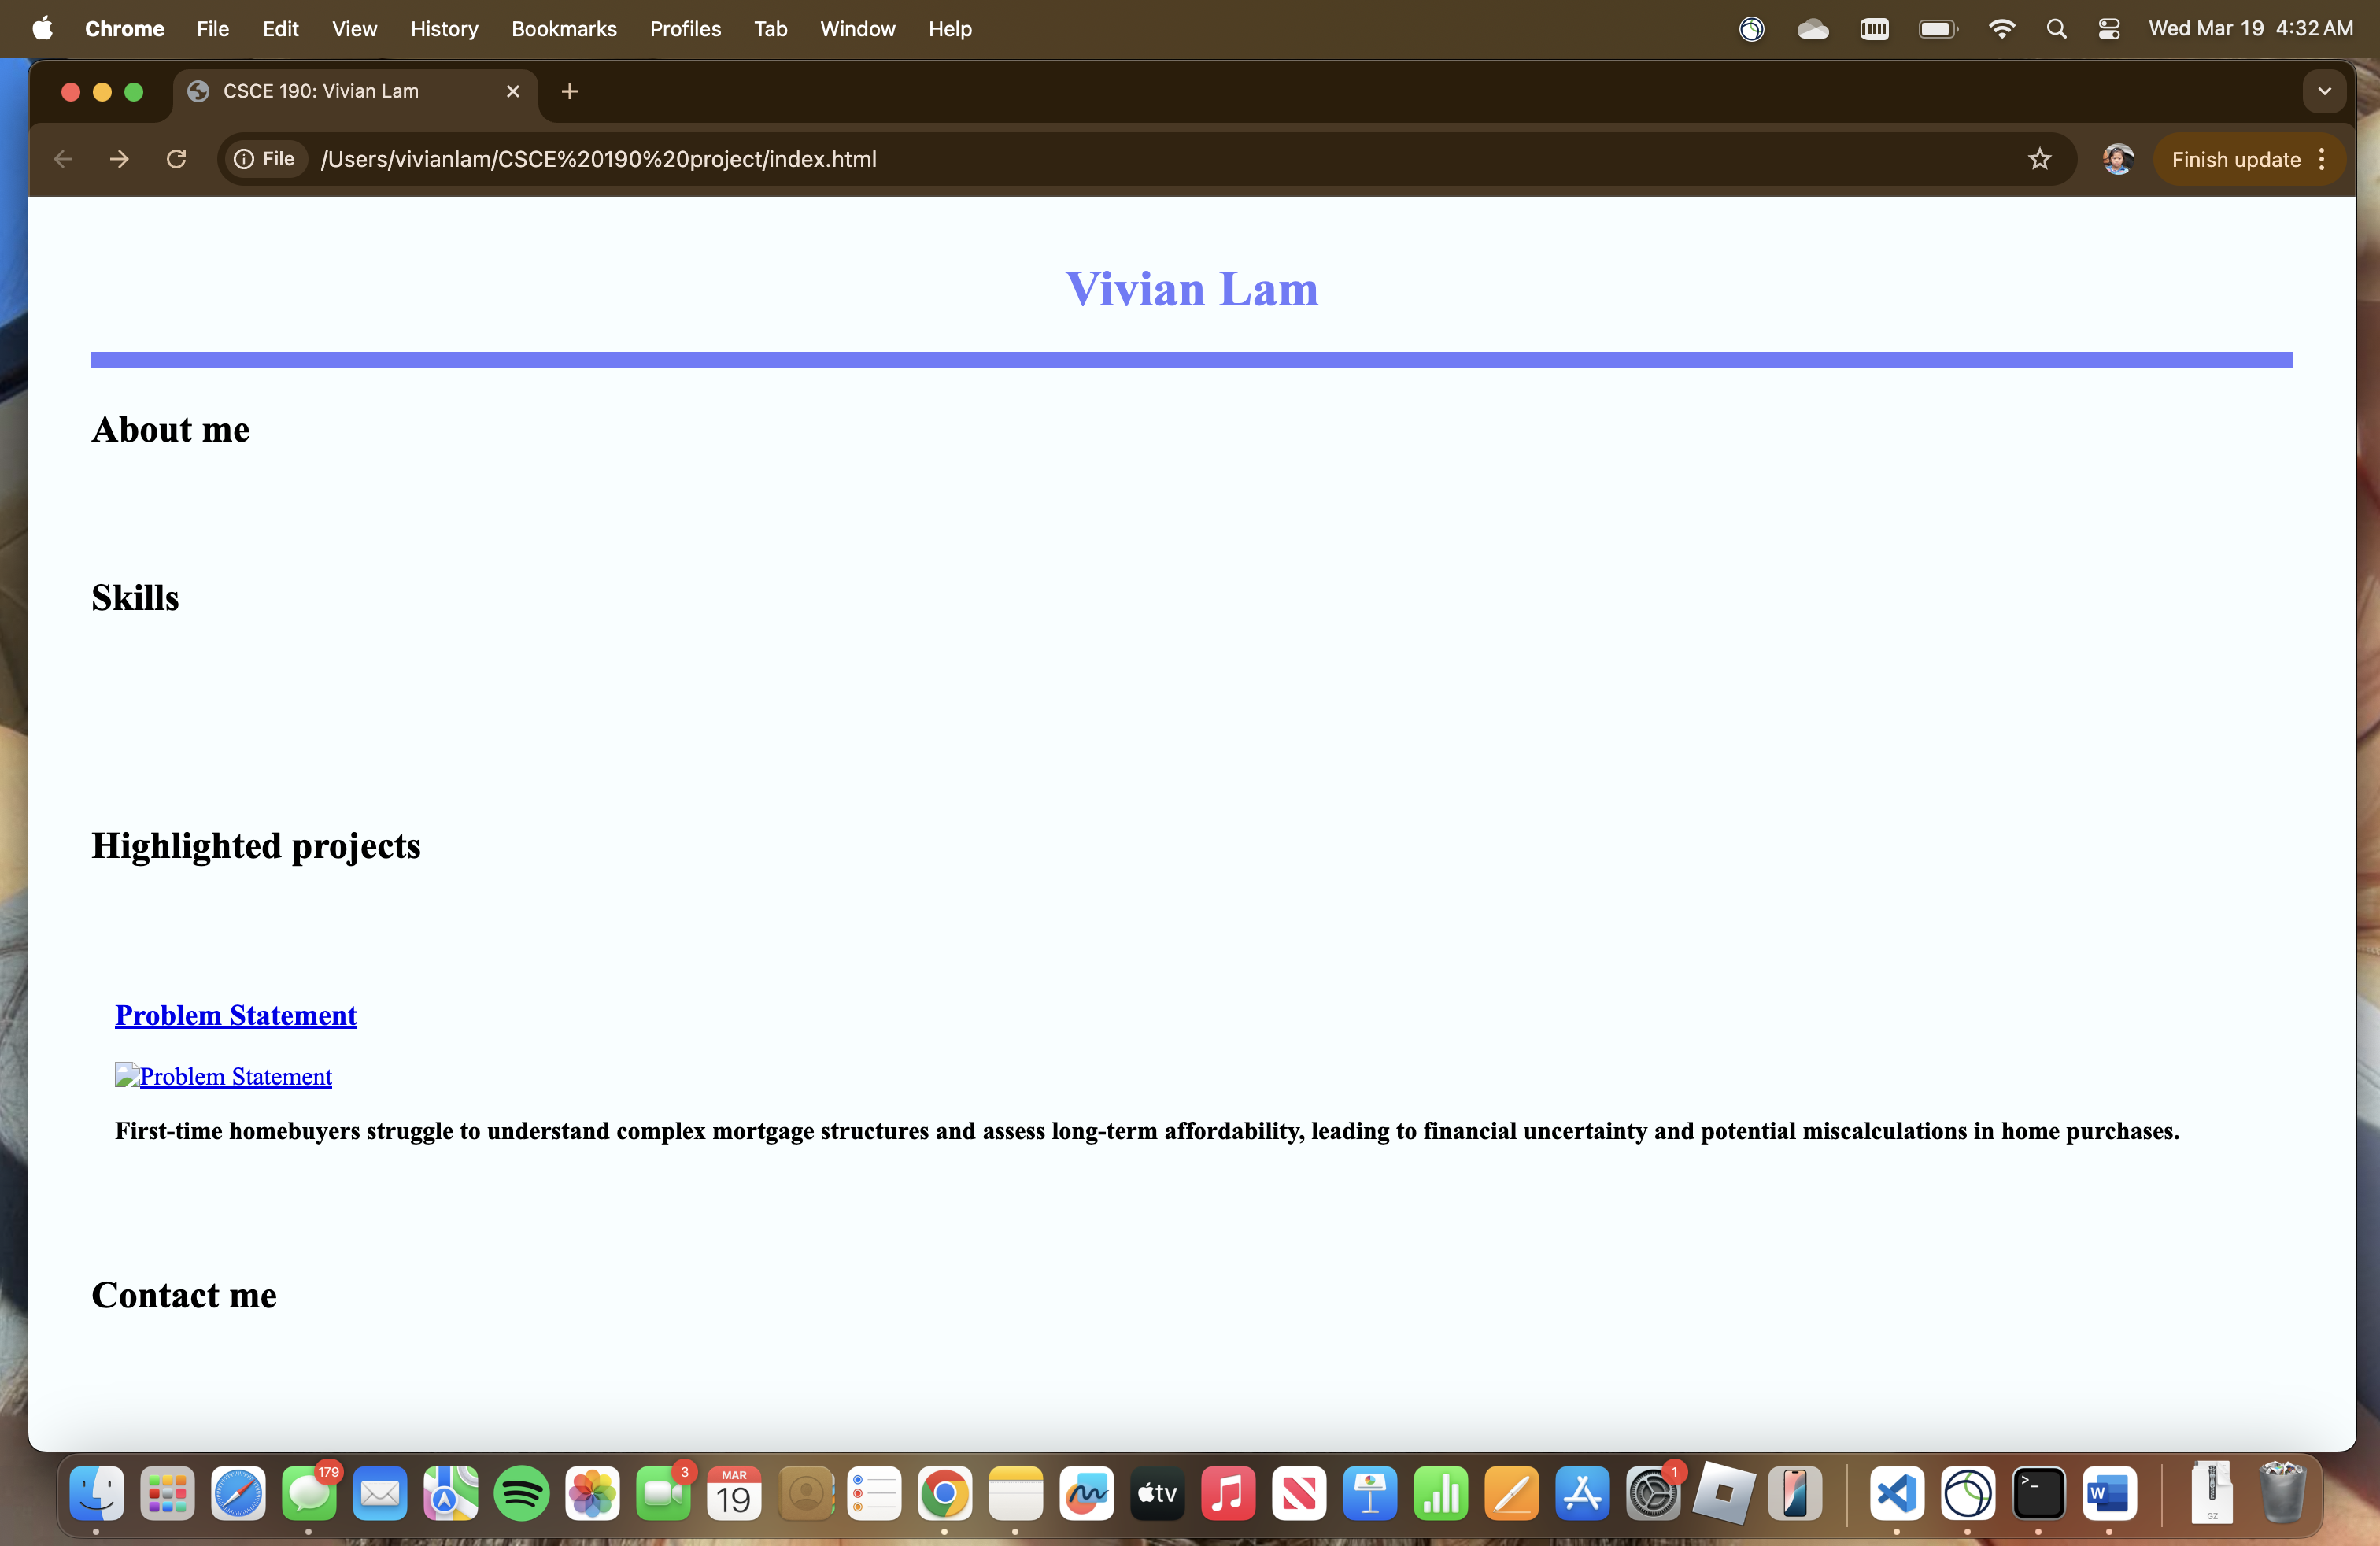 Chrome File Edit View History Bookmarks Profiles Tab Window Help Wed Mar 19 4:32 AM
CSCE 190: Vivian Lam
File /Users/vivianlam/CSCE%20190%20project/index.html Finish update
Vivian Lam
About me
Skills
Highlighted projects
Problem Statement
Problem Statement
First-time homebuyers struggle to understand complex mortgage structures and assess long-term affordability, leading to financial uncertainty and potential miscalculations in home purchases.
Contact me
179 3 MAR 19 tv 1 >_ W GZ